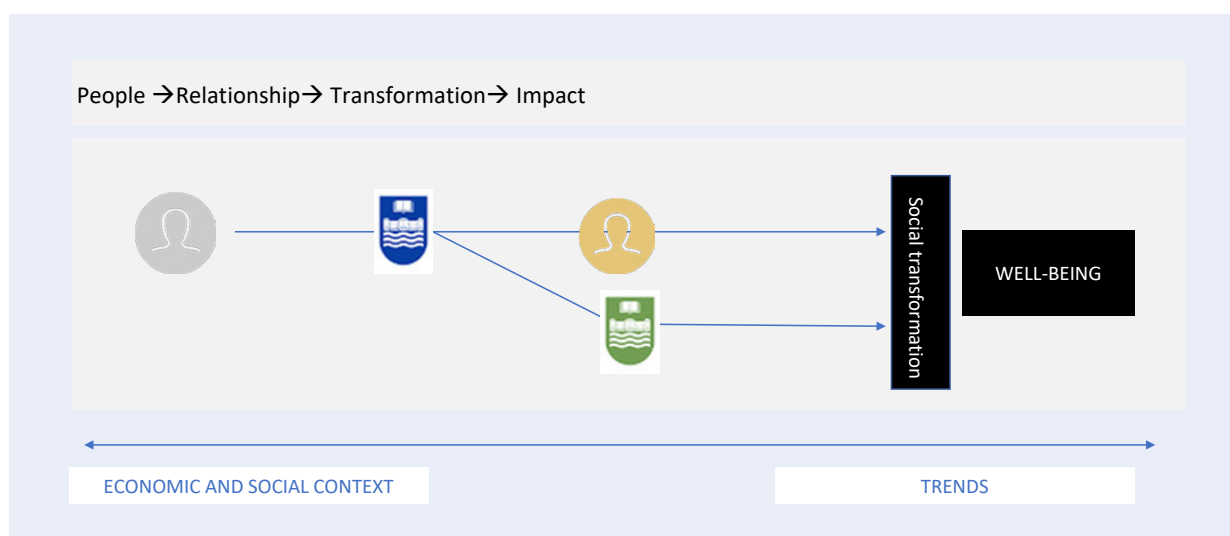 People →Relationship→ Transformation→ Impact
Social transformation
WELL-BEING
ECONOMIC AND SOCIAL CONTEXT
TRENDS